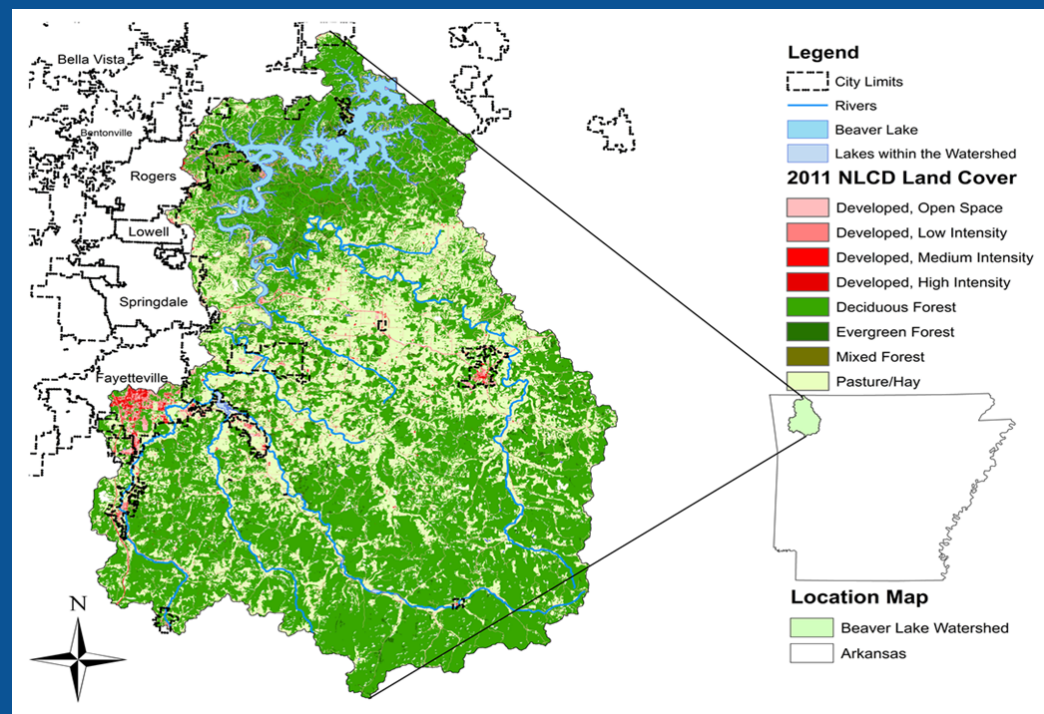 Bella Vista
Bentonville
Rogers
Lowell
Springdale
Fayetteville
N
Legend
City Limits
Rivers
Beaver Lake
Lakes within the Watershed
2011 NLCD Land Cover
Developed, Open Space
Developed, Low Intensity
Developed, Medium Intensity
Developed, High Intensity
Deciduous Forest
Evergreen Forest
Mixed Forest
Pasture/Hay
Location Map
Beaver Lake Watershed
Arkansas